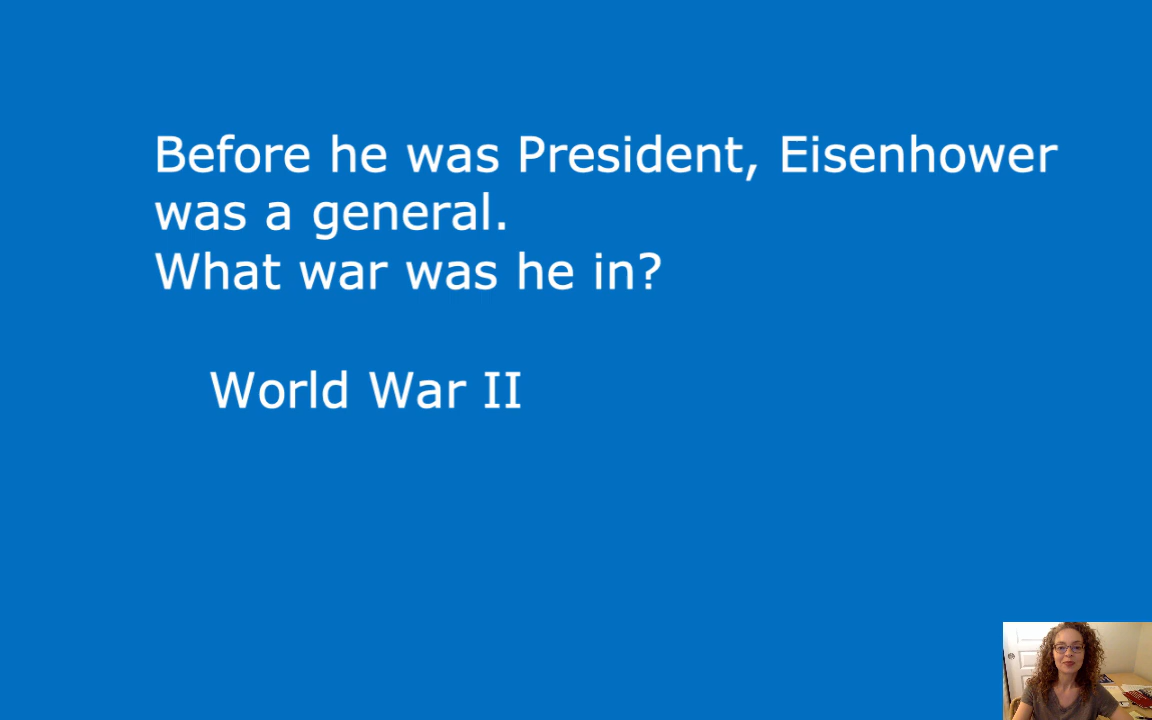 Before he was President, Eisenhower
was a general.
What war was he in?
World War II